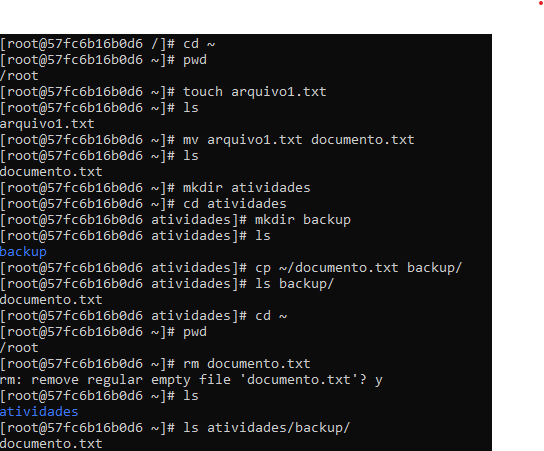 [root@57fc6b16b0d6 /]# cd ~
[root@57fc6b16b0d6 ~]# pwd
/root
[root@57fc6b16b0d6 ~]# touch arquivo1.txt
[root@57fc6b16b0d6 ~]# ls
arquivo1.txt
[root@57fc6b16b0d6 ~]# mv arquivo1.txt documento.txt
[root@57fc6b16b0d6 ~]# ls
documento.txt
[root@57fc6b16b0d6 ~]# mkdir atividades
[root@57fc6b16b0d6 ~]# cd atividades
[root@57fc6b16b0d6 atividades]# mkdir backup
[root@57fc6b16b0d6 atividades]# ls
backup
[root@57fc6b16b0d6 atividades]# cp ~/documento.txt backup/
[root@57fc6b16b0d6 atividades]# ls backup/
documento.txt
[root@57fc6b16b0d6 atividades]# cd ~
[root@57fc6b16b0d6 ~]# pwd
/root
[root@57fc6b16b0d6 ~]# rm documento.txt
rm: remove regular empty file 'documento.txt'? y
[root@57fc6b16b0d6 ~]# ls
atividades
[root@57fc6b16b0d6 ~]# ls atividades/backup/
documento.txt